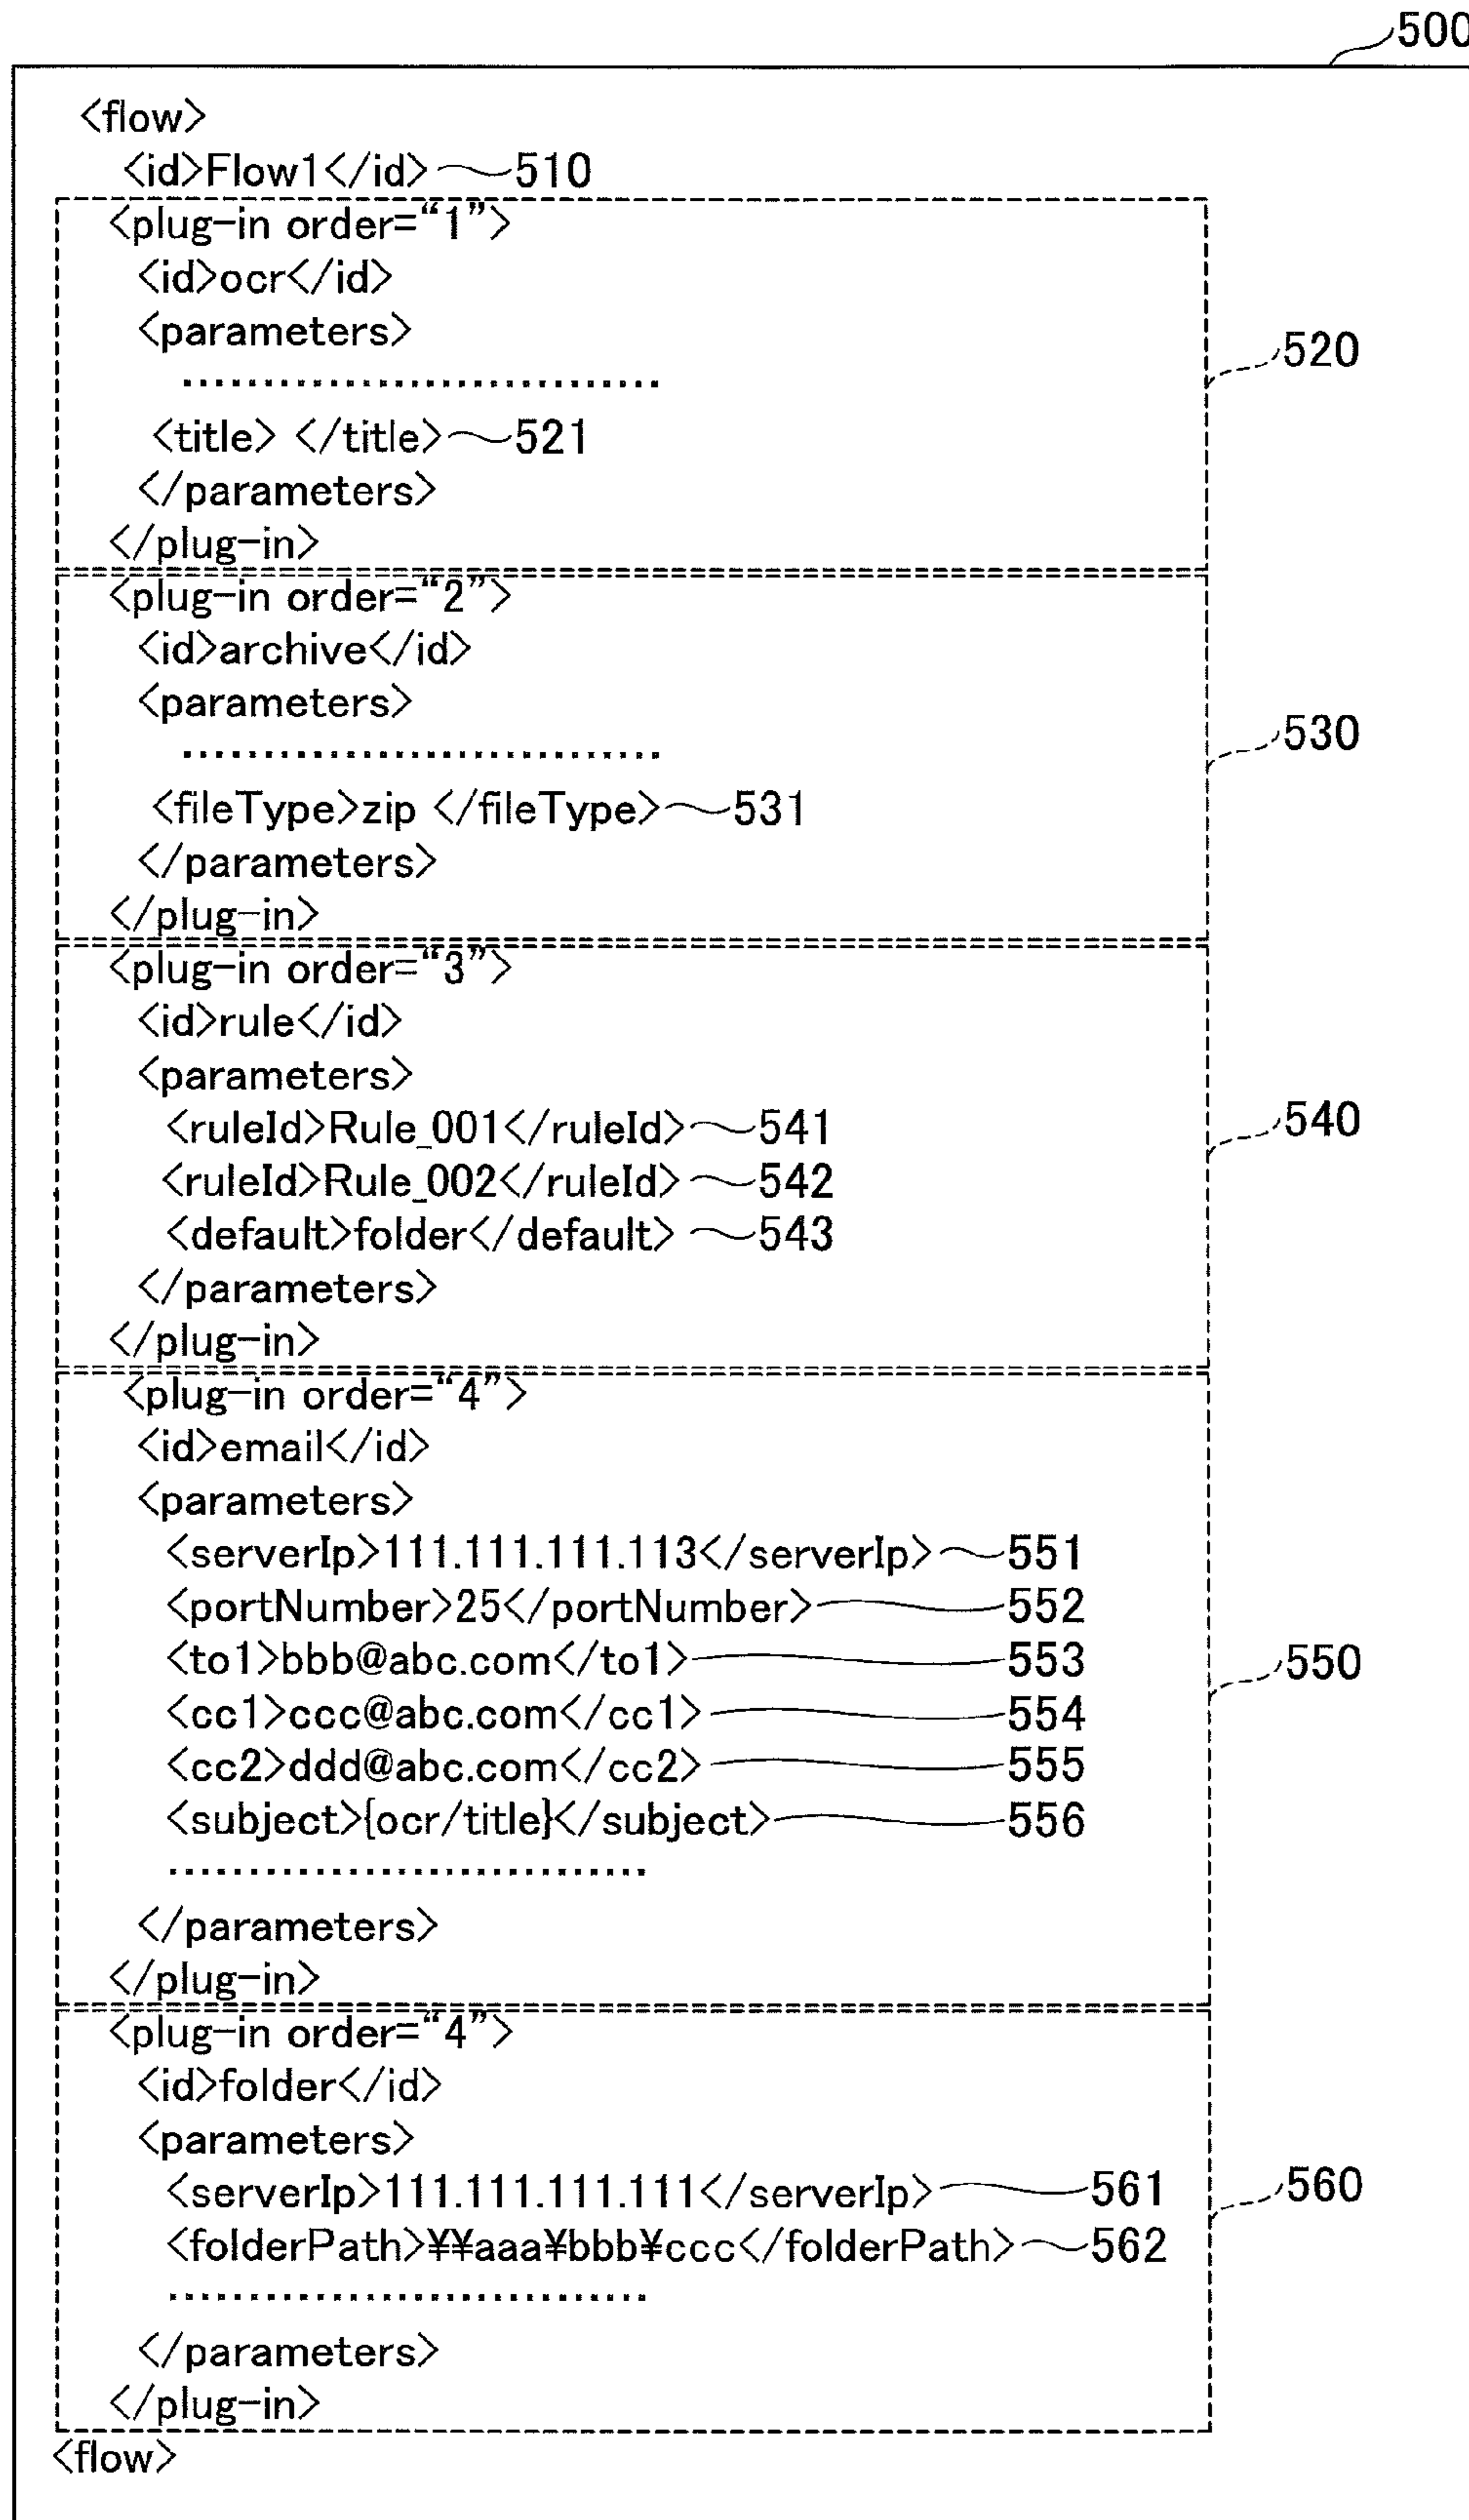 500
<flow>
<id>Flow1</id> 510
<plug-in order=“1”>
<id>ocr</id>
<parameters>
520
..............................
<title> </title> 521
</parameters>
</plug-in>
<plug-in order=“2”>
<id>archive</id>
<parameters>
530
..............................
<fileType>zip </fileType> 531
</parameters>
</plug-in>
<plug-in order=“3”>
<id>rule</id>
<parameters>
<ruleId>Rule_001</ruleId> 541 540
<ruleId>Rule_002</ruleId> 542
<default>folder</default> 543
</parameters>
</plug-in>
<plug-in order=“4”>
<id>email</id>
<parameters>
<serverIp>111.111.111.113</serverIp> 551
<portNumber>25</portNumber> 552
<to1>bbb@abc.com</to1> 553 550
<cc1>ccc@abc.com</cc1> 554
<cc2>ddd@abc.com</cc2> 555
<subject>{ocr/title}</subject> 556
..............................
</parameters>
</plug-in>
<plug-in order=“4”>
<id>folder</id>
<parameters>
<serverIp>111.111.111.111</serverIp> 561 560
<folderPath>¥¥aaa¥bbb¥ccc</folderPath> 562
..............................
</parameters>
</plug-in>
<flow>